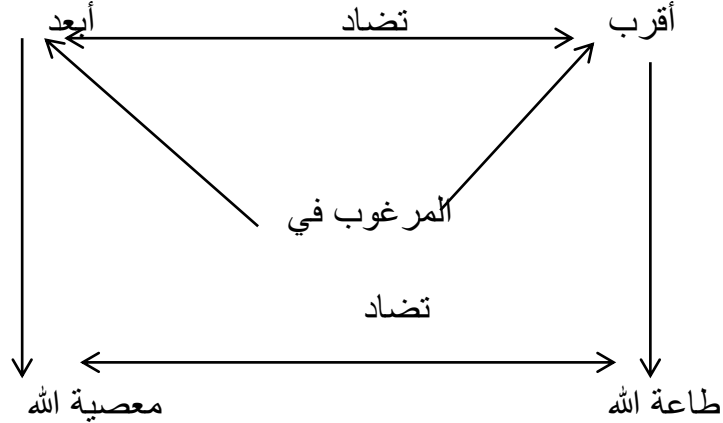 أقرب
تضاد
أبعد
المرغوب في
تضاد
طاعة الله
معصية الله